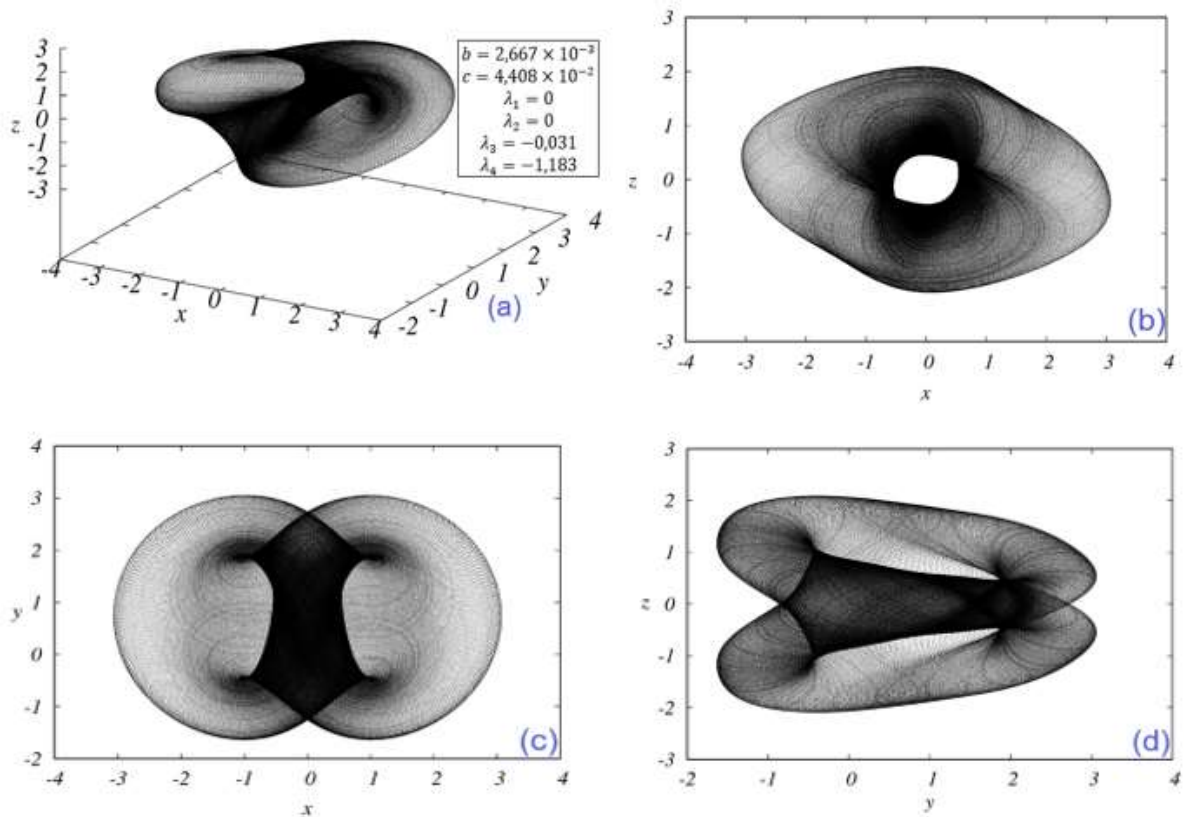 3
2
1
0
-1
-2
-3
z
b = 2,667 × 10⁻³
c = 4,408 × 10⁻²
λ₁ = 0
λ₂ = 0
λ₃ = −0,031
λ₄ = −1,183
-4 -3 -2 -1 0 1 2 3 4
x
-2 -1 0 1 2 3 4
y
(a)
3
2
1
0
-1
-2
-3
z
-4 -3 -2 -1 0 1 2 3 4
x
(b)
4
3
2
1
0
-1
-2
y
-4 -3 -2 -1 0 1 2 3 4
x
(c)
3
2
1
0
-1
-2
-3
z
-2 -1 0 1 2 3 4
y
(d)